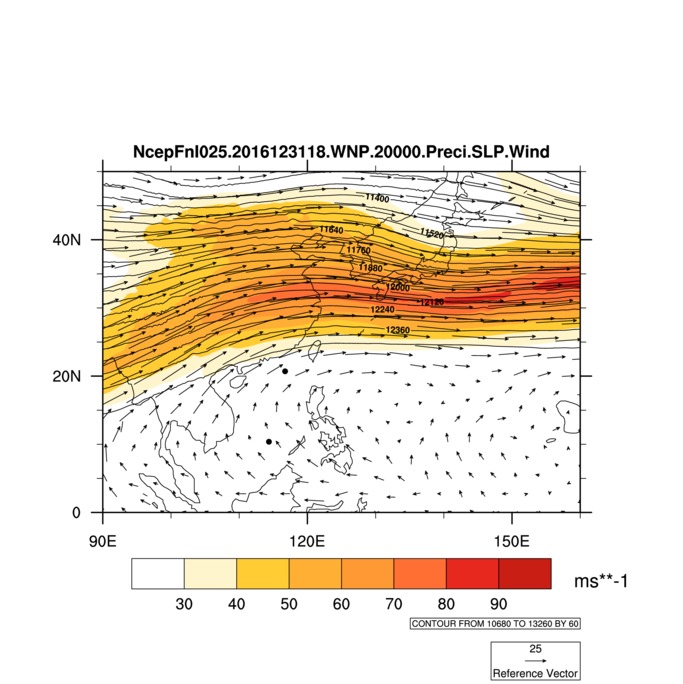 NcepFnl025.2016123118.WNP.20000.Preci.SLP.Wind
11400
11520
40N
11640
11760
11880
12000
12120
12240
12360
20N
0
90E 120E 150E
ms**-1
30 40 50 60 70 80 90
CONTOUR FROM 10680 TO 13260 BY 60
25
Reference Vector